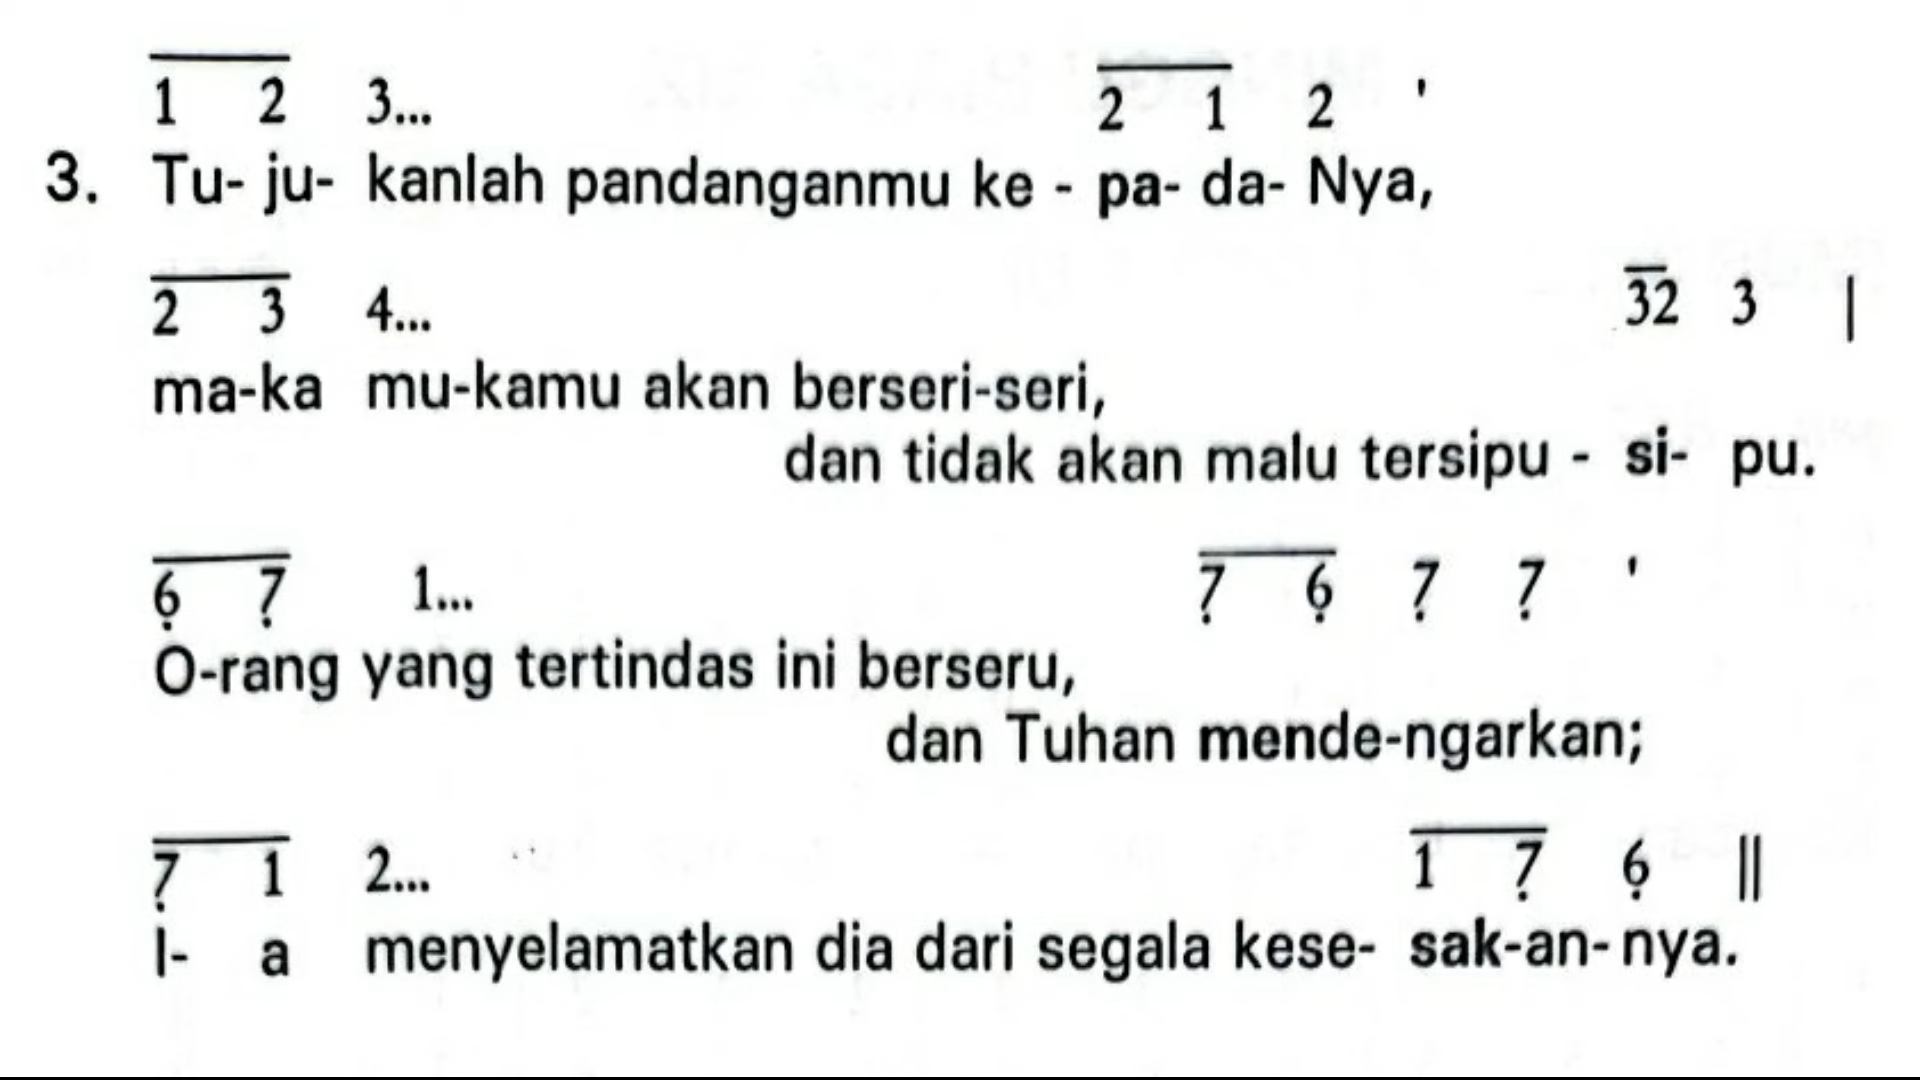 1 2 3... 2 1 2 '
3. Tu- ju- kanlah pandanganmu ke - pa- da- Nya,
2 3 4... 32 3 |
ma-ka mu-kamu akan berseri-seri,
dan tidak akan malu tersipu - si- pu.
6̣ 7̣ 1... 7̣ 6̣ 7̣ 7̣ '
O-rang yang tertindas ini berseru,
dan Tuhan mende-ngarkan;
7̣ 1 2... 1 7̣ 6̣ ||
I- a menyelamatkan dia dari segala kese- sak-an- nya.